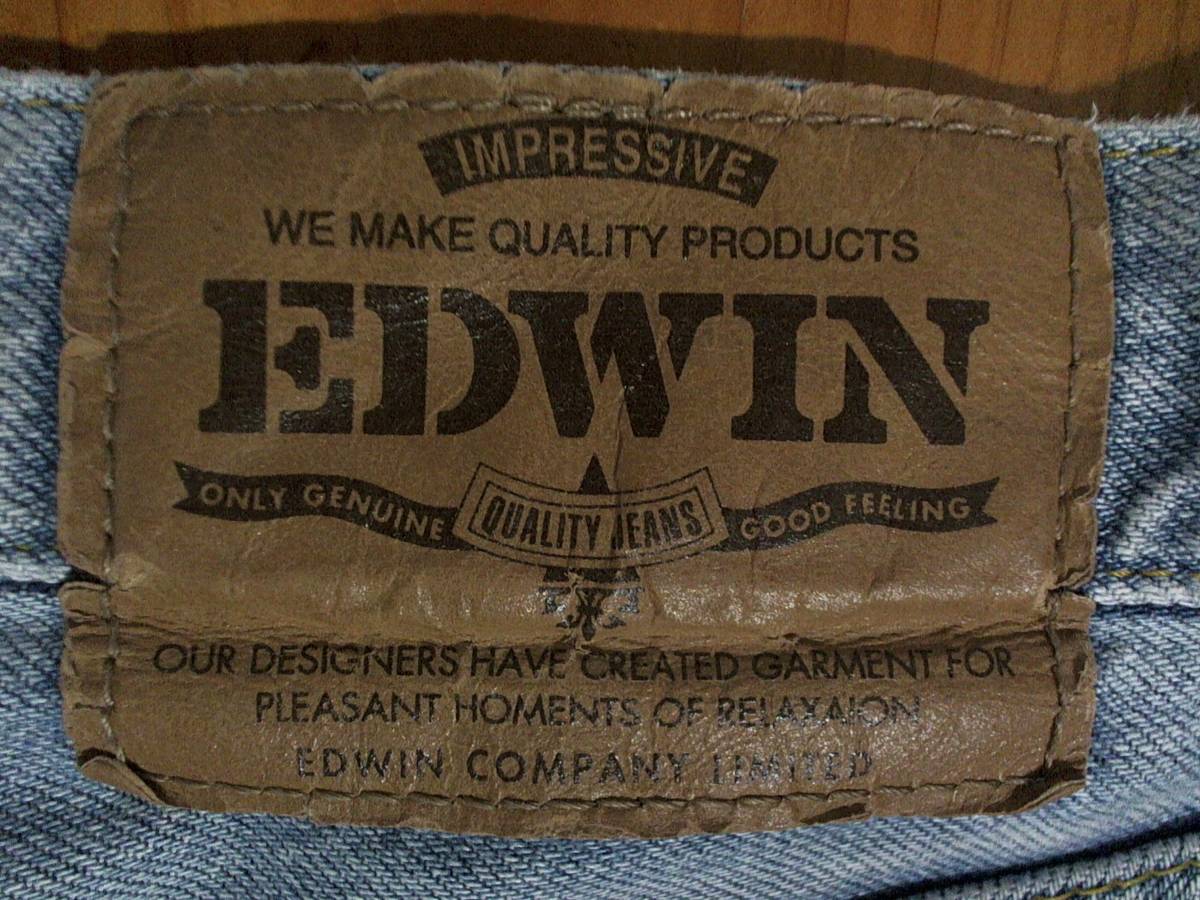 IMPRESSIVE
WE MAKE QUALITY PRODUCTS
EDWIN
ONLY GENUINE QUALITY JEANS GOOD FEELING
OUR DESIGNERS HAVE CREATED GARMENT FOR
PLEASANT HOMENTS OF RELAXAION
EDWIN COMPANY LIMITED